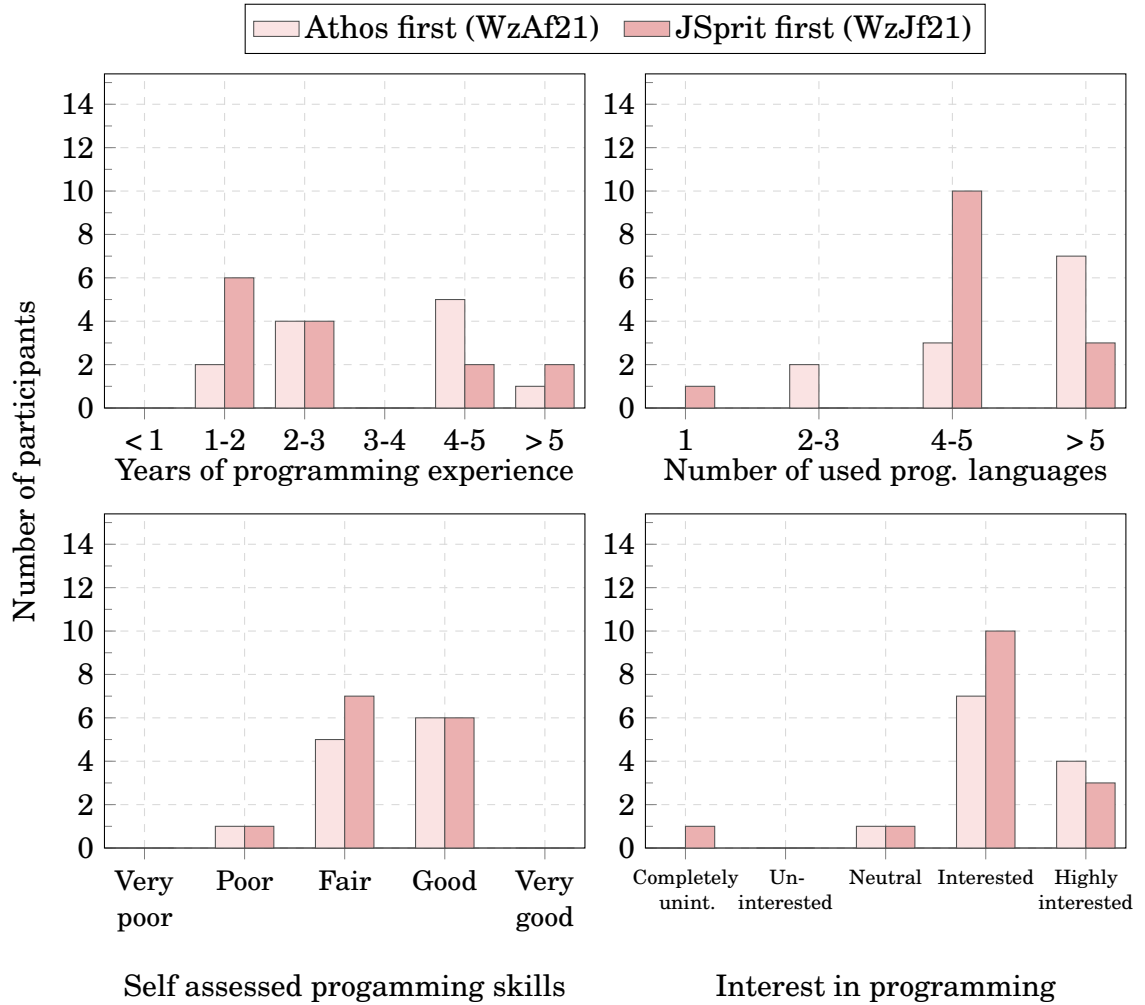 Athos first (WzAf21) JSprit first (WzJf21)
Number of participants
14
12
10
8
6
4
2
0
< 1 1-2 2-3 3-4 4-5 > 5
Years of programming experience
14
12
10
8
6
4
2
0
1 2-3 4-5 > 5
Number of used prog. languages
14
12
10
8
6
4
2
0
Very Poor Fair Good Very
poor good
Self assessed progamming skills
14
12
10
8
6
4
2
0
Completely Un- Neutral Interested Highly
unint. interested interested
Interest in programming